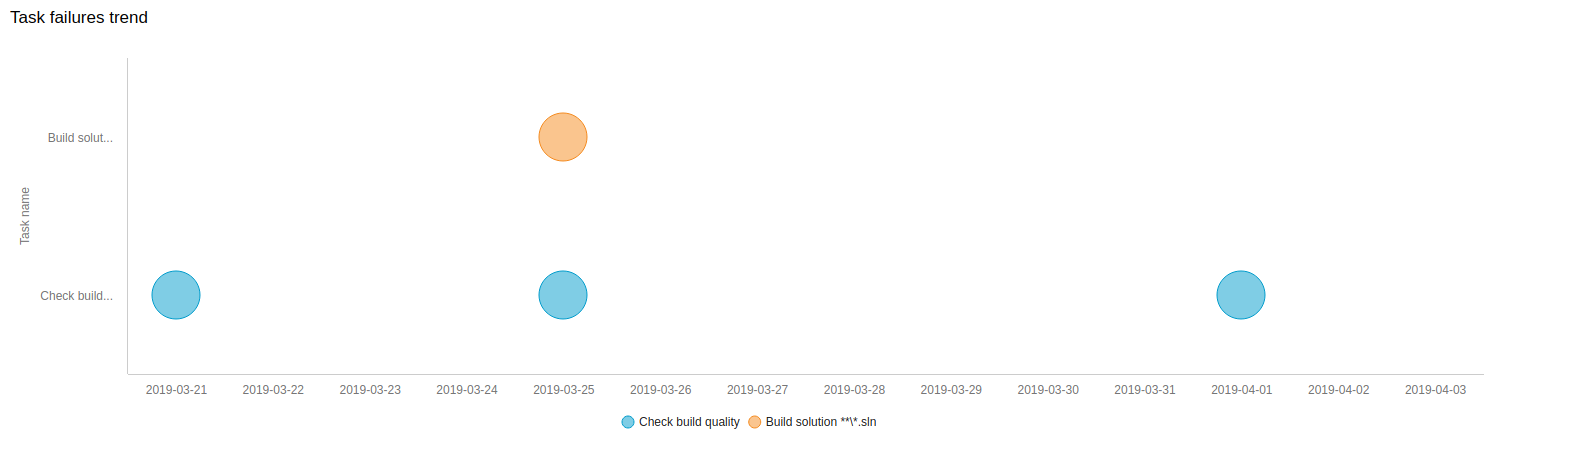 Task failures trend
Build solut...
Task name
Check build...
2019-03-21 2019-03-22 2019-03-23 2019-03-24 2019-03-25 2019-03-26 2019-03-27 2019-03-28 2019-03-29 2019-03-30 2019-03-31 2019-04-01 2019-04-02 2019-04-03
Check build quality Build solution **\*.sln